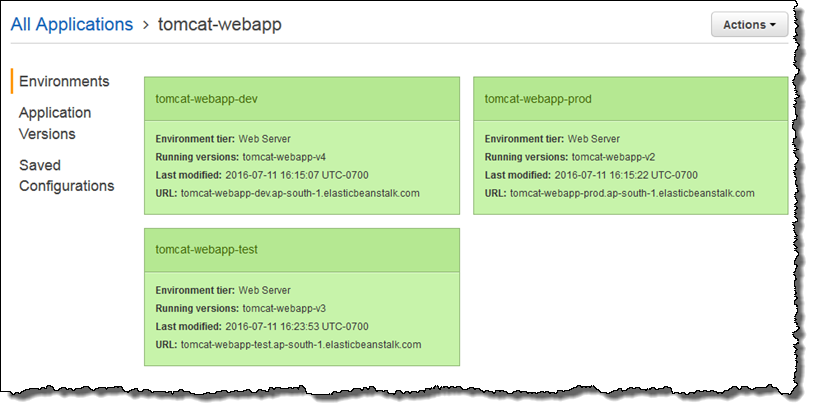 All Applications > tomcat-webapp
Actions
Environments
Application
Versions
Saved
Configurations
tomcat-webapp-dev
Environment tier: Web Server
Running versions: tomcat-webapp-v4
Last modified: 2016-07-11 16:15:07 UTC-0700
URL: tomcat-webapp-dev.ap-south-1.elasticbeanstalk.com
tomcat-webapp-prod
Environment tier: Web Server
Running versions: tomcat-webapp-v2
Last modified: 2016-07-11 16:15:22 UTC-0700
URL: tomcat-webapp-prod.ap-south-1.elasticbeanstalk.com
tomcat-webapp-test
Environment tier: Web Server
Running versions: tomcat-webapp-v3
Last modified: 2016-07-11 16:23:53 UTC-0700
URL: tomcat-webapp-test.ap-south-1.elasticbeanstalk.com